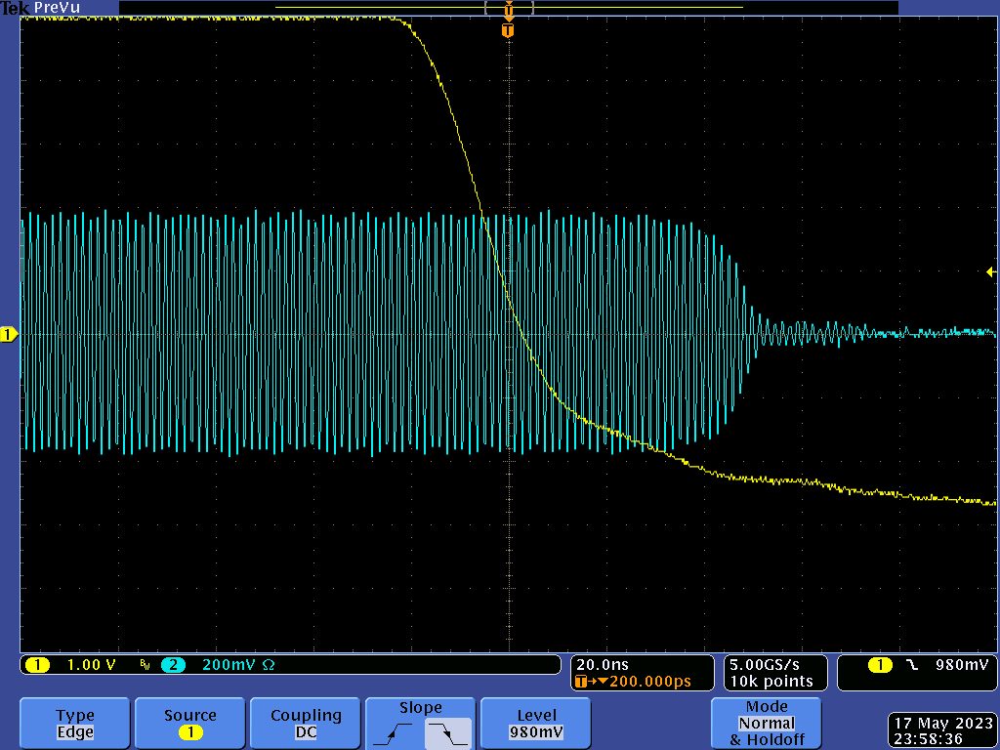 Tek PreVu
T
T
1
1 1.00 V BW 2 200mV Ω
20.0ns
T→▼200.000ps
5.00GS/s
10k points
1 980mV
Type
Edge
Source
1
Coupling
DC
Slope
Level
980mV
Mode
Normal
& Holdoff
17 May 2023
23:58:36